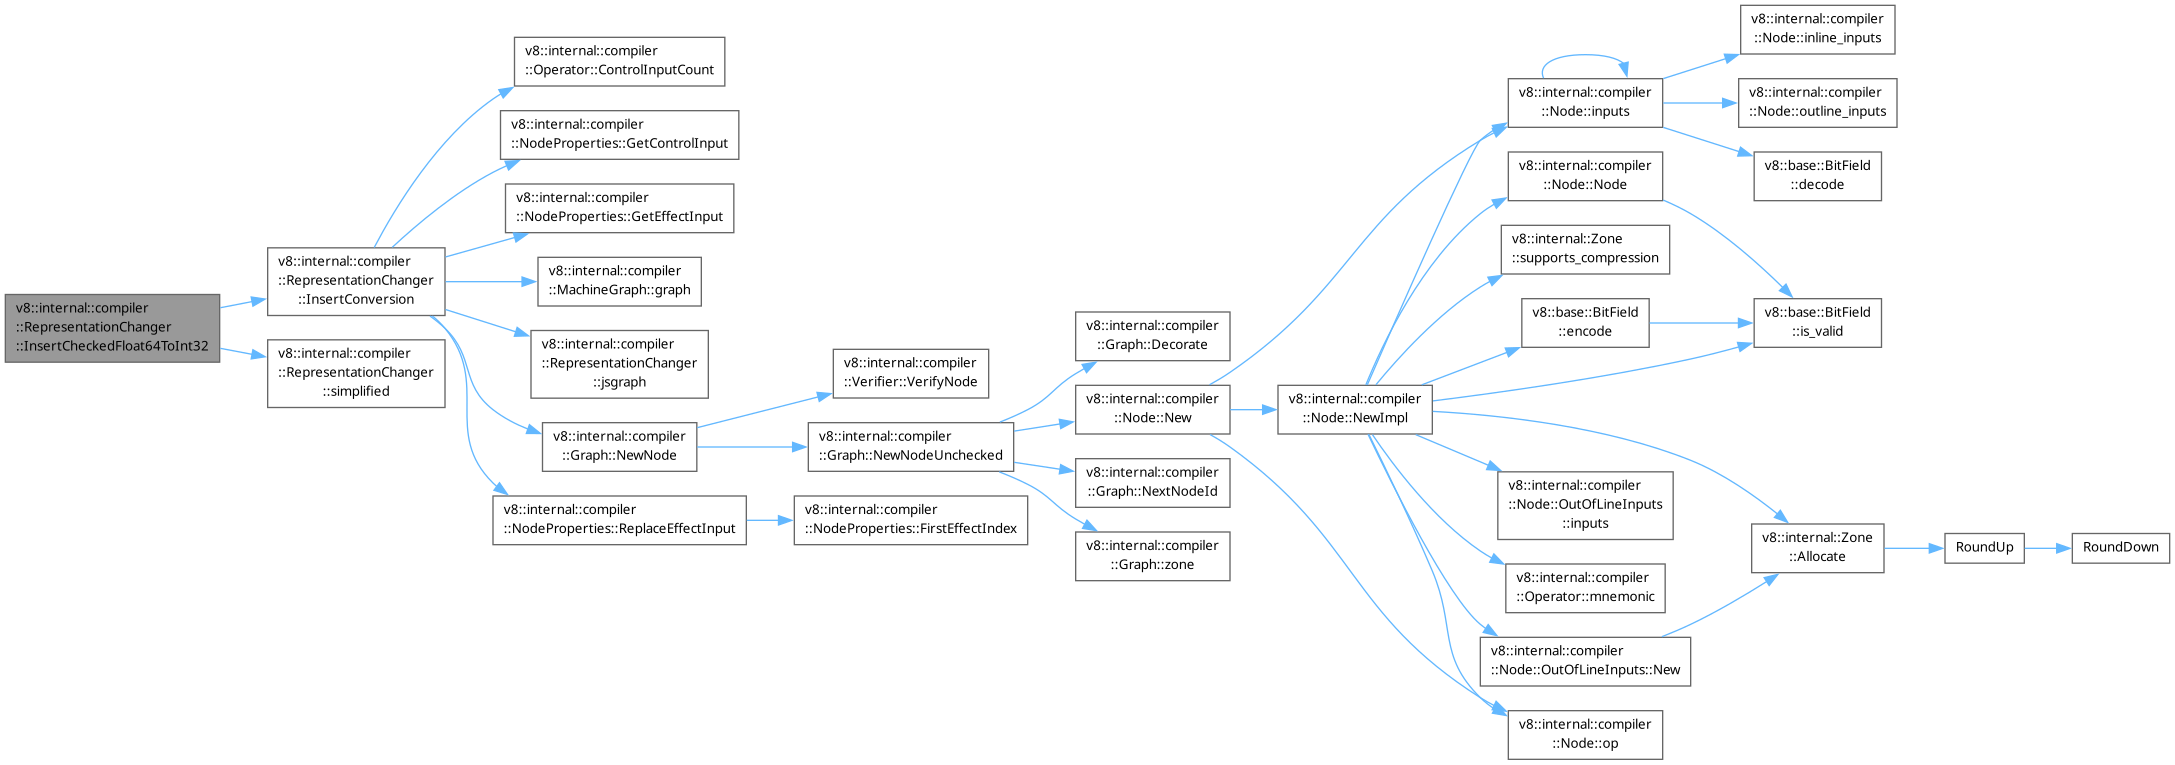 v8::internal::compiler
::RepresentationChanger
::InsertCheckedFloat64ToInt32
v8::internal::compiler
::RepresentationChanger
::InsertConversion
v8::internal::compiler
::RepresentationChanger
::simplified
v8::internal::compiler
::Operator::ControlInputCount
v8::internal::compiler
::NodeProperties::GetControlInput
v8::internal::compiler
::NodeProperties::GetEffectInput
v8::internal::compiler
::MachineGraph::graph
v8::internal::compiler
::RepresentationChanger
::jsgraph
v8::internal::compiler
::Graph::NewNode
v8::internal::compiler
::NodeProperties::ReplaceEffectInput
v8::internal::compiler
::Verifier::VerifyNode
v8::internal::compiler
::Graph::NewNodeUnchecked
v8::internal::compiler
::NodeProperties::FirstEffectIndex
v8::internal::compiler
::Graph::Decorate
v8::internal::compiler
::Node::New
v8::internal::compiler
::Graph::NextNodeId
v8::internal::compiler
::Graph::zone
v8::internal::compiler
::Node::NewImpl
v8::internal::compiler
::Node::inputs
v8::internal::compiler
::Node::Node
v8::internal::Zone
::supports_compression
v8::base::BitField
::encode
v8::internal::compiler
::Node::OutOfLineInputs
::inputs
v8::internal::compiler
::Operator::mnemonic
v8::internal::compiler
::Node::OutOfLineInputs::New
v8::internal::compiler
::Node::op
v8::internal::compiler
::Node::inline_inputs
v8::internal::compiler
::Node::outline_inputs
v8::base::BitField
::decode
v8::base::BitField
::is_valid
v8::internal::Zone
::Allocate
RoundUp
RoundDown